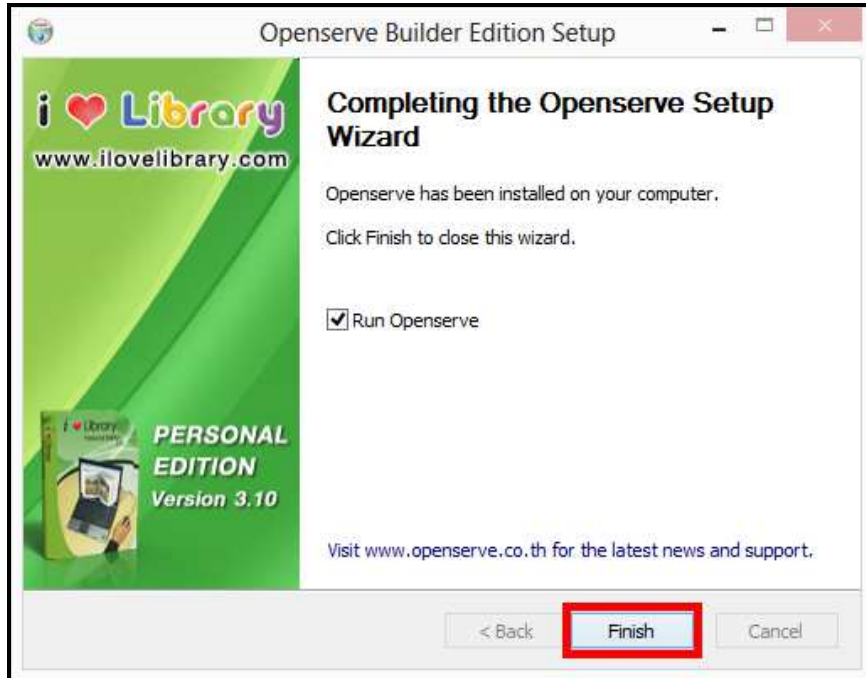 Openserve Builder Edition Setup
i ❤ Library
www.ilovelibrary.com
Completing the Openserve Setup
Wizard
Openserve has been installed on your computer.
Click Finish to close this wizard.
Run Openserve
i ❤ Library
PERSONAL
EDITION
Version 3.10
Visit www.openserve.co.th for the latest news and support.
< Back
Finish
Cancel